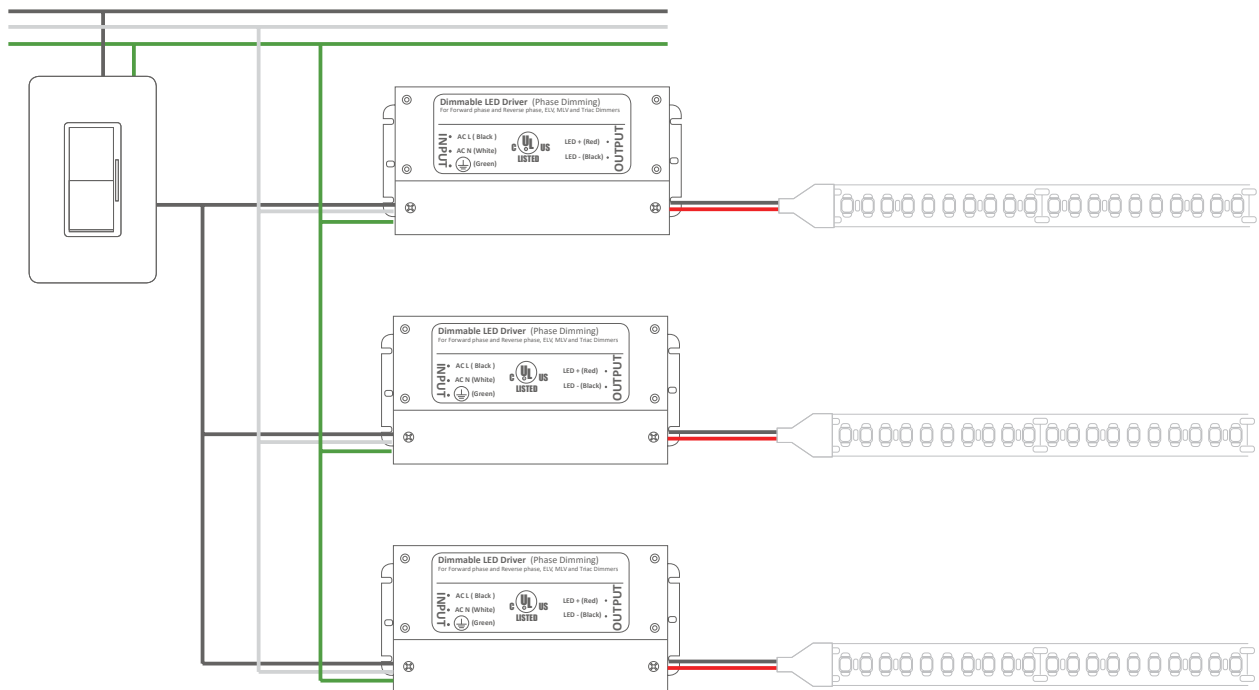 Dimmable LED Driver (Phase Dimming)
For Forward phase and Reverse phase, ELV, MLV and Triac Dimmers
INPUT
AC L ( Black )
AC N (White)
(Green)
C UL US
LISTED
LED + (Red)
LED - (Black)
OUTPUT
Dimmable LED Driver (Phase Dimming)
For Forward phase and Reverse phase, ELV, MLV and Triac Dimmers
INPUT
AC L ( Black )
AC N (White)
(Green)
C UL US
LISTED
LED + (Red)
LED - (Black)
OUTPUT
Dimmable LED Driver (Phase Dimming)
For Forward phase and Reverse phase, ELV, MLV and Triac Dimmers
INPUT
AC L ( Black )
AC N (White)
(Green)
C UL US
LISTED
LED + (Red)
LED - (Black)
OUTPUT